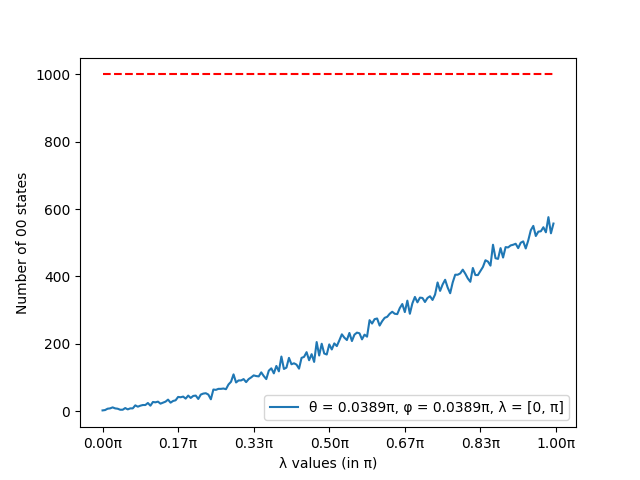 1000
800
600
400
200
0
Number of 00 states
θ = 0.0389π, φ = 0.0389π, λ = [0, π]
0.00π 0.17π 0.33π 0.50π 0.67π 0.83π 1.00π
λ values (in π)